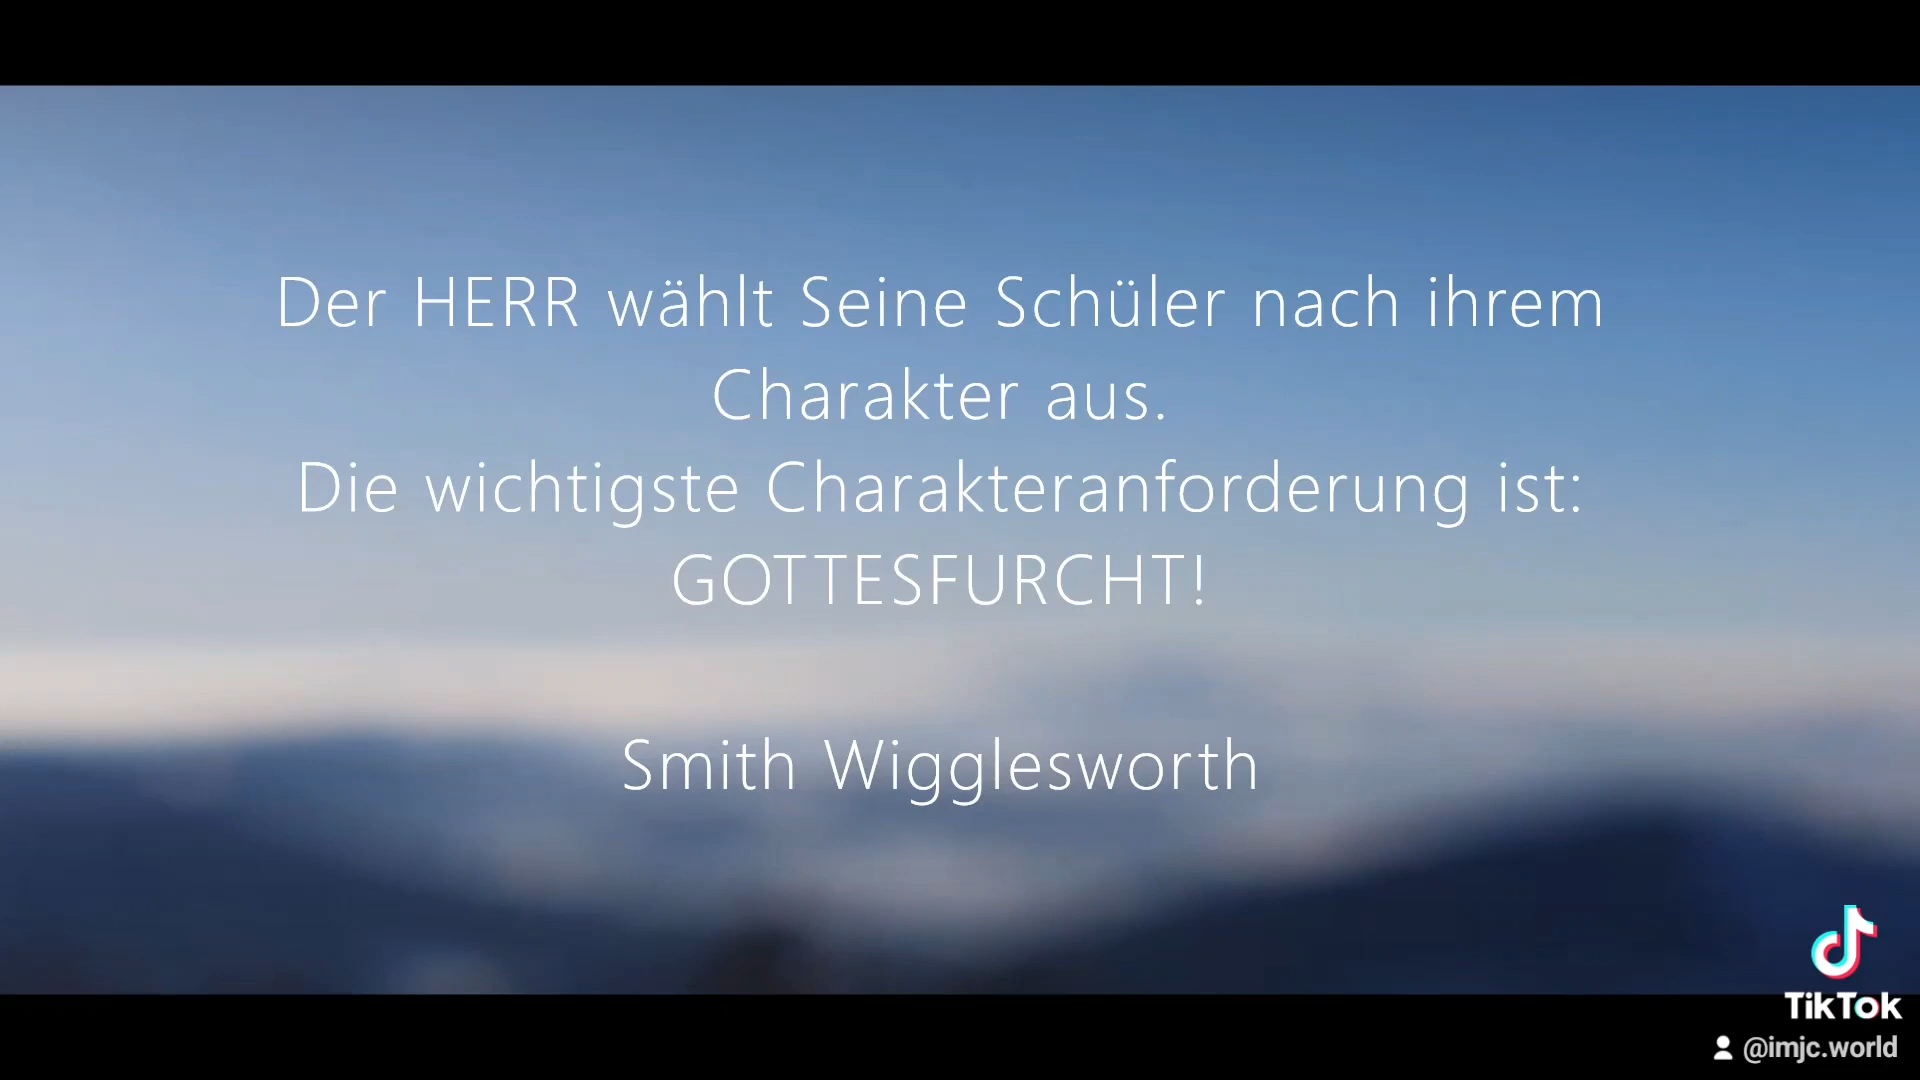 Der HERR wählt Seine Schüler nach ihrem
Charakter aus.
Die wichtigste Charakteranforderung ist:
GOTTESFURCHT!
Smith Wigglesworth
TikTok
@imjc.world